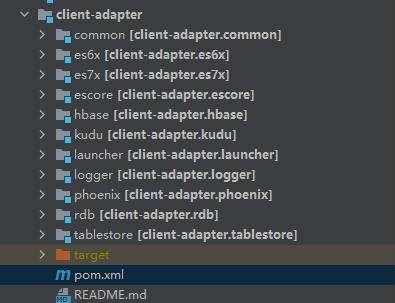 client-adapter
common [client-adapter.common]
es6x [client-adapter.es6x]
es7x [client-adapter.es7x]
escore [client-adapter.escore]
hbase [client-adapter.hbase]
kudu [client-adapter.kudu]
launcher [client-adapter.launcher]
logger [client-adapter.logger]
phoenix [client-adapter.phoenix]
rdb [client-adapter.rdb]
tablestore [client-adapter.tablestore]
target
m pom.xml
MD README.md